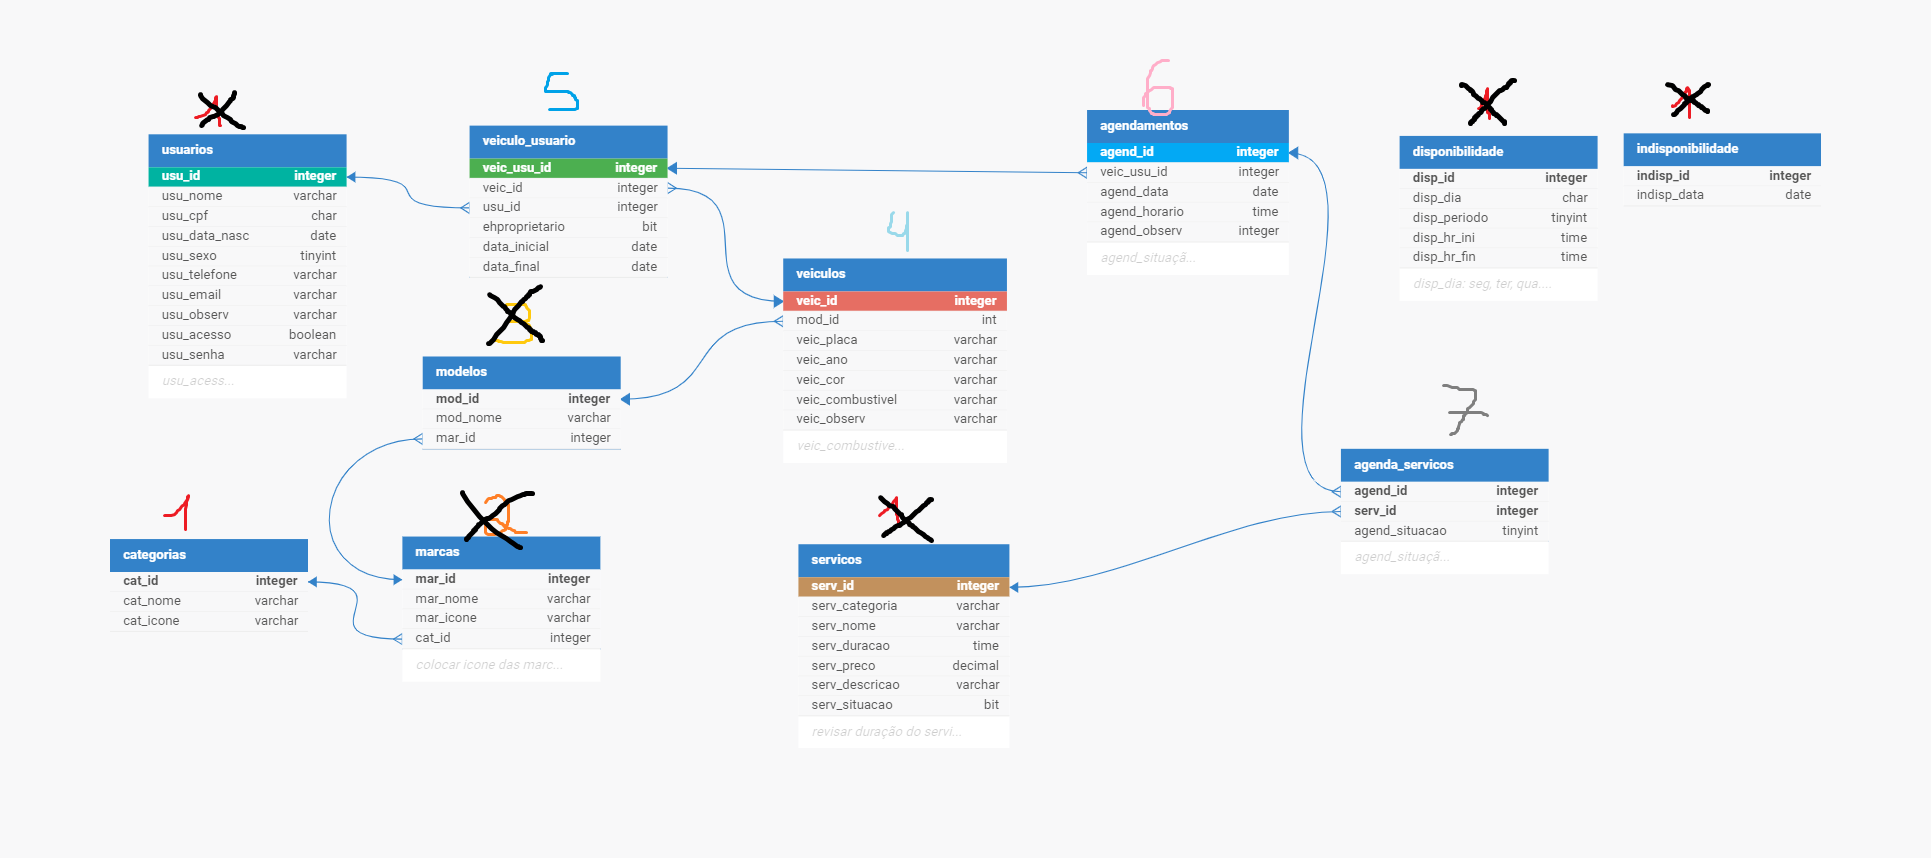 1
usuarios
usu_id integer
usu_nome varchar
usu_cpf char
usu_data_nasc date
usu_sexo tinyint
usu_telefone varchar
usu_email varchar
usu_observ varchar
usu_acesso boolean
usu_senha varchar
usu_acess...
5
veiculo_usuario
veic_usu_id integer
veic_id integer
usu_id integer
ehproprietario bit
data_inicial date
data_final date
6
agendamentos
agend_id integer
veic_usu_id integer
agend_data date
agend_horario time
agend_observ integer
agend_situaçã...
1
disponibilidade
disp_id integer
disp_dia char
disp_periodo tinyint
disp_hr_ini time
disp_hr_fin time
disp_dia: seg, ter, qua....
1
indisponibilidade
indisp_id integer
indisp_data date
4
veiculos
veic_id integer
mod_id int
veic_placa varchar
veic_ano varchar
veic_cor varchar
veic_combustivel varchar
veic_observ varchar
veic_combustive...
3
modelos
mod_id integer
mod_nome varchar
mar_id integer
7
agenda_servicos
agend_id integer
serv_id integer
agend_situacao tinyint
agend_situaçã...
1
categorias
cat_id integer
cat_nome varchar
cat_icone varchar
2
marcas
mar_id integer
mar_nome varchar
mar_icone varchar
cat_id integer
colocar icone das marc...
1
servicos
serv_id integer
serv_categoria varchar
serv_nome varchar
serv_duracao time
serv_preco decimal
serv_descricao varchar
serv_situacao bit
revisar duração do servi...